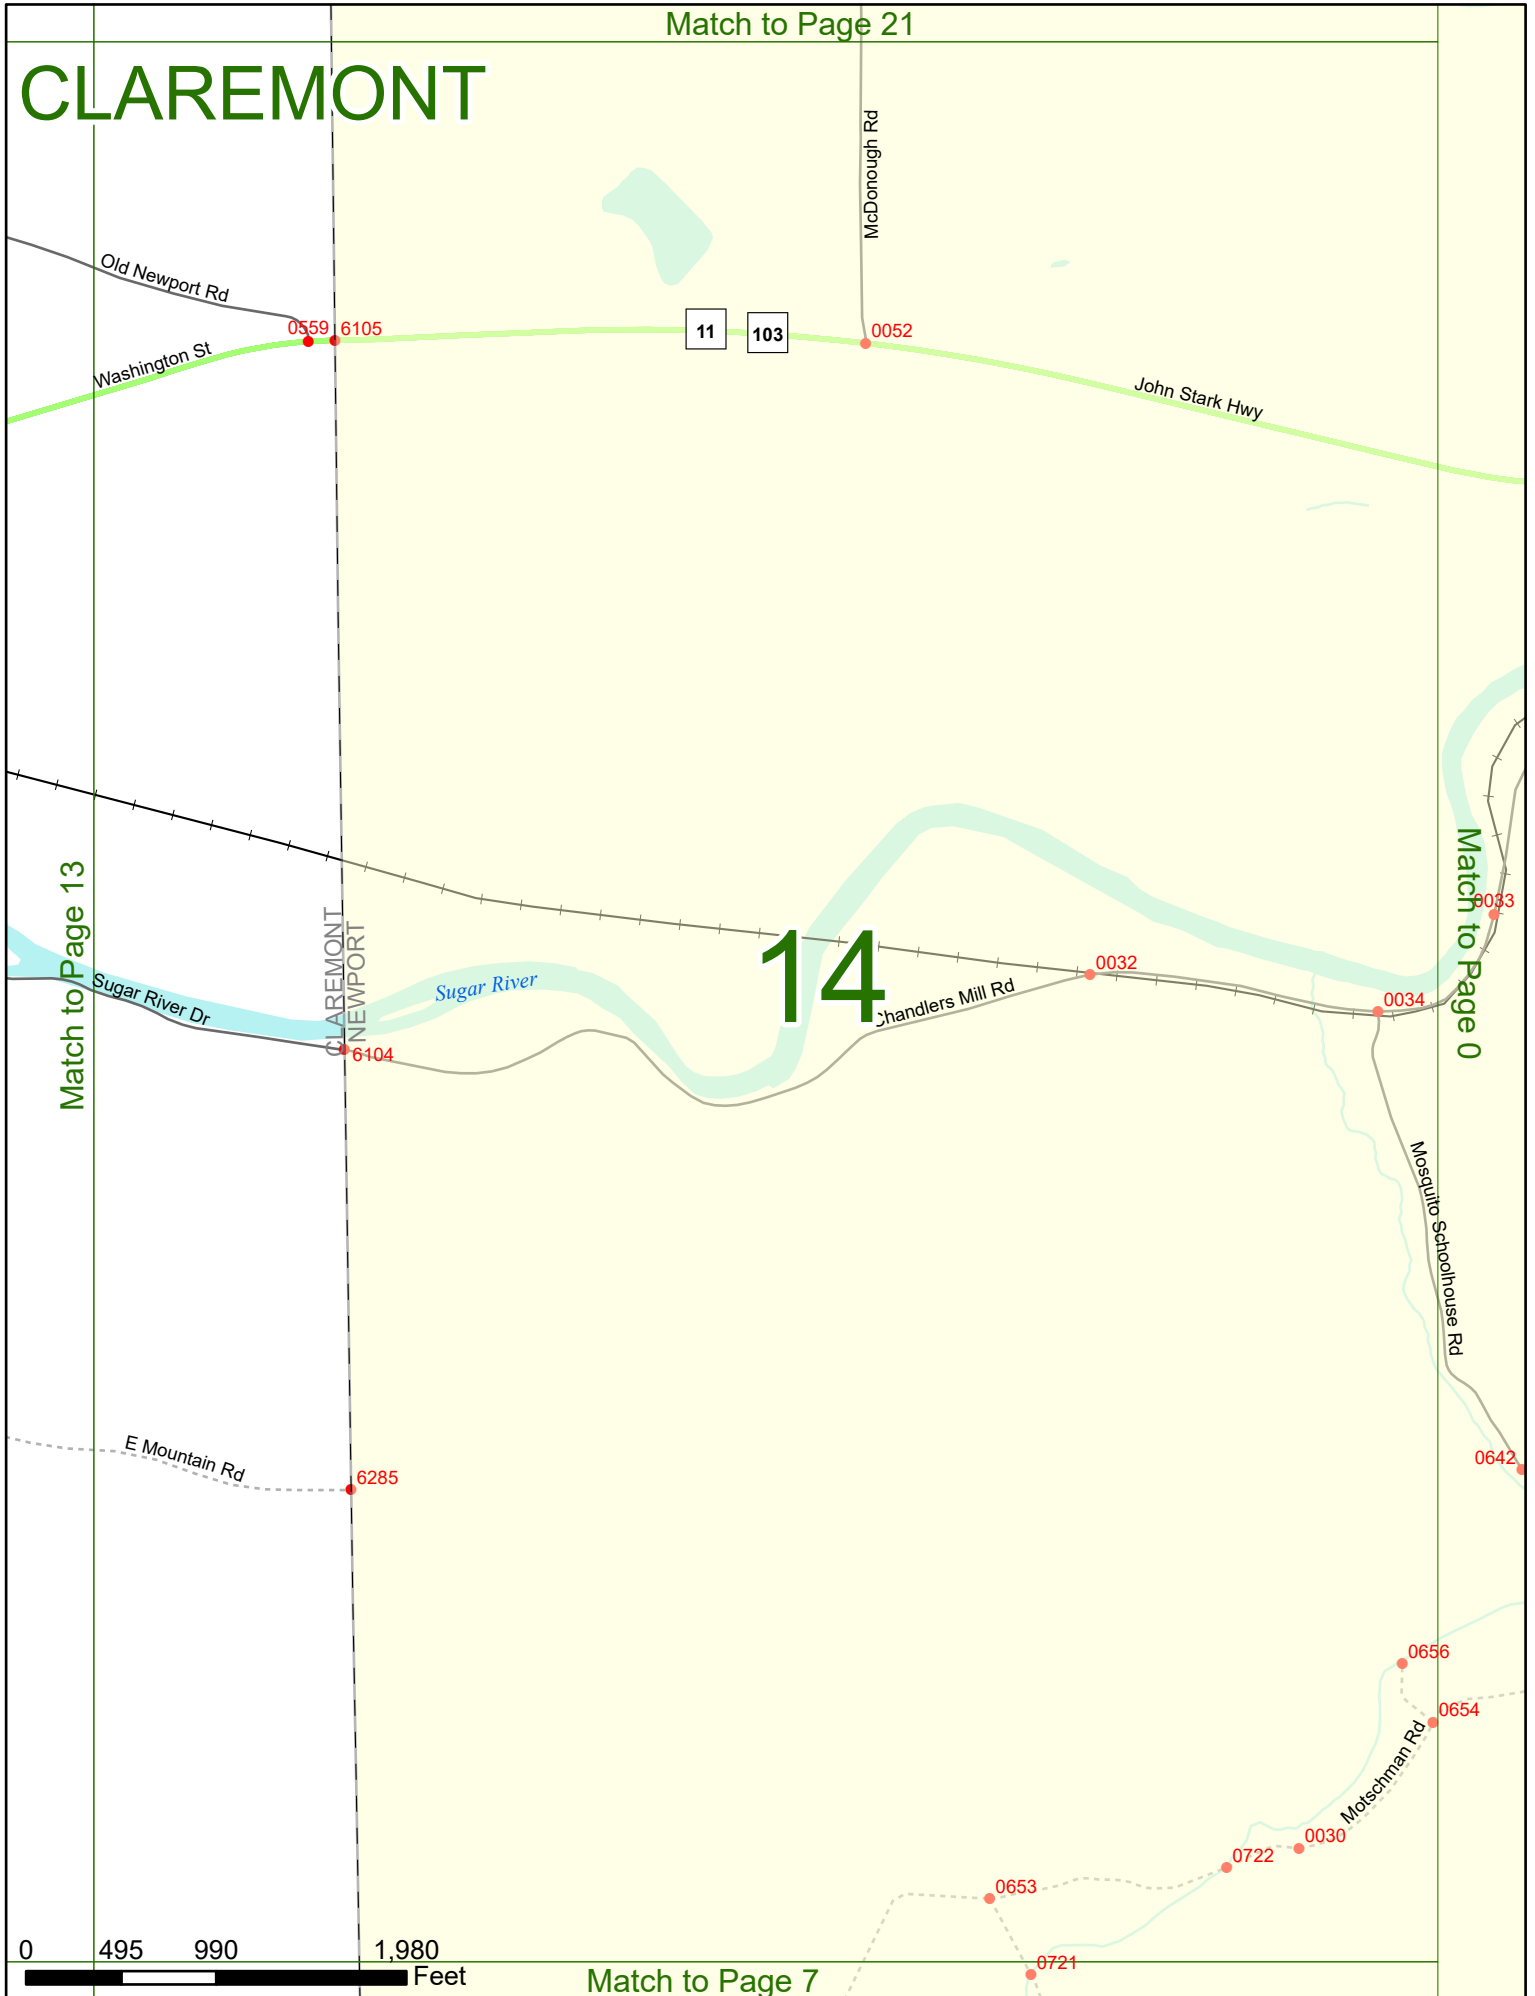 Match to Page 21
CLAREMONT
McDonough Rd
Old Newport Rd
0559
6105
11
103
0052
Washington St
John Stark Hwy
Match to Page 13
Match to Page 0
CLAREMONT
NEWPORT
0033
14
Sugar River
0032
Sugar River Dr
Chandlers Mill Rd
0034
6104
Mosquito Schoolhouse Rd
E Mountain Rd
6285
0642
0656
0654
Motschman Rd
0030
0722
0653
0721
0 495 990 1,980
Feet
Match to Page 7